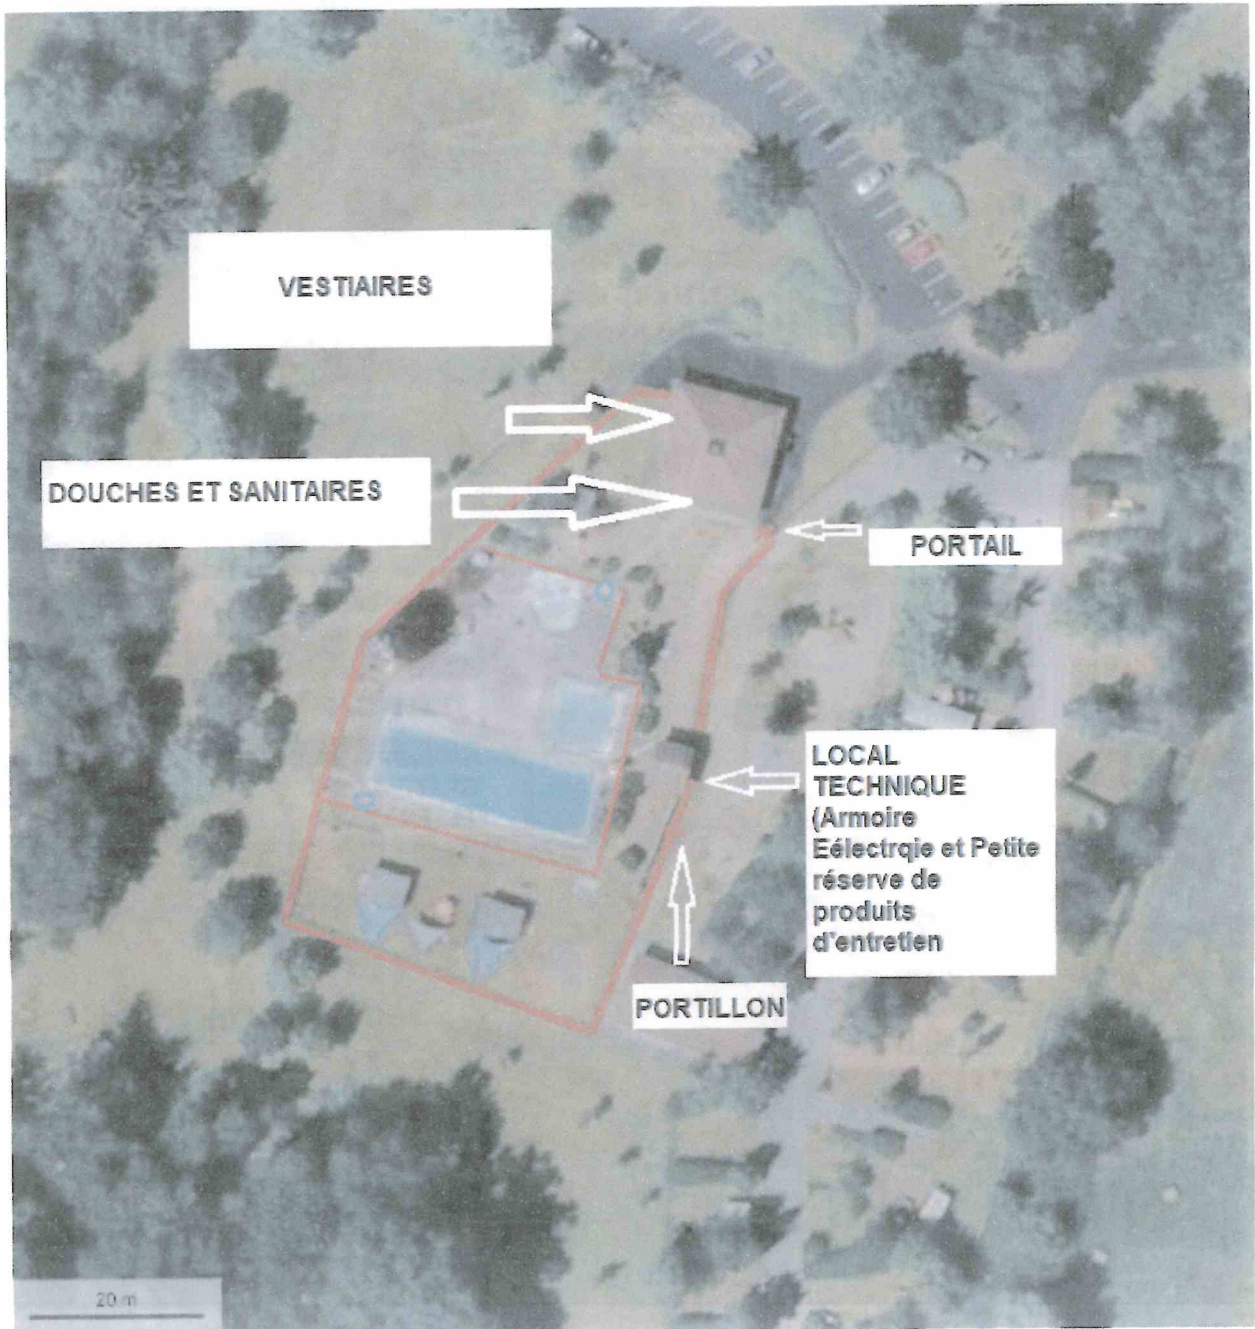 VESTIAIRES
DOUCHES ET SANITAIRES
PORTAIL
LOCAL
TECHNIQUE
(Armoire
Eélectrqie et Petite
réserve de
produits
d'entretien
PORTILLON
20 m